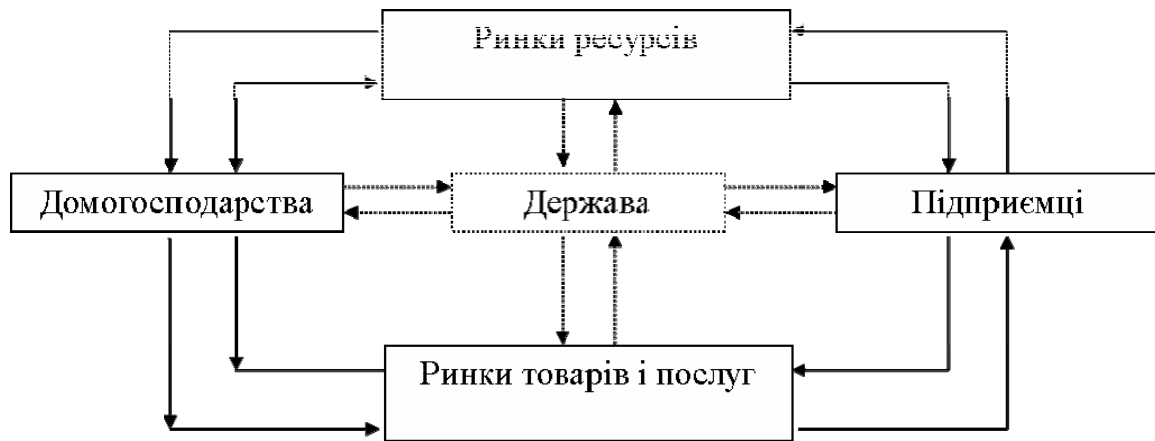 Ринки ресурсів
Домогосподарства
Держава
Підприємці
Ринки товарів і послуг